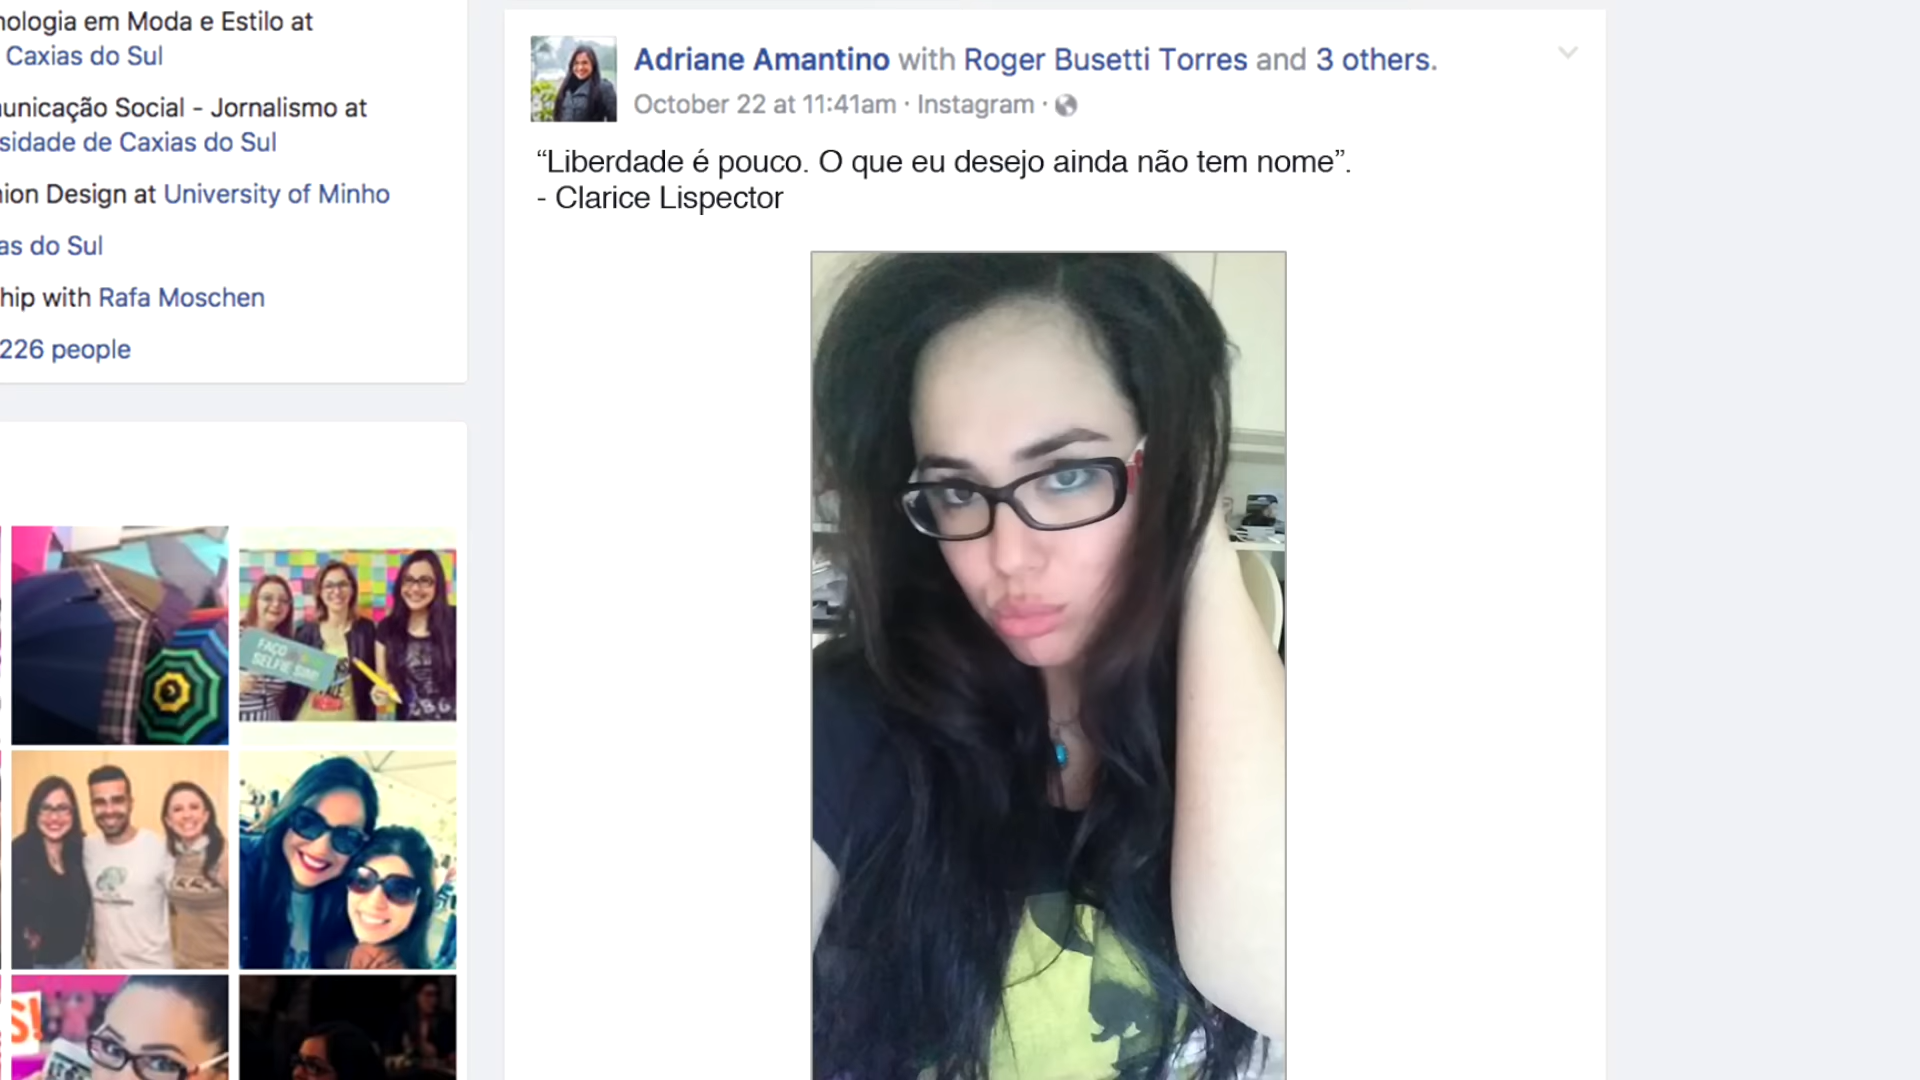 nologia em Moda e Estilo at
Caxias do Sul
unicação Social - Jornalismo at
sidade de Caxias do Sul
ion Design at University of Minho
as do Sul
hip with Rafa Moschen
226 people
Adriane Amantino with Roger Busetti Torres and 3 others.
October 22 at 11:41am · Instagram ·
“Liberdade é pouco. O que eu desejo ainda não tem nome”.
- Clarice Lispector
FAÇO
SELFIE SIM!
S!